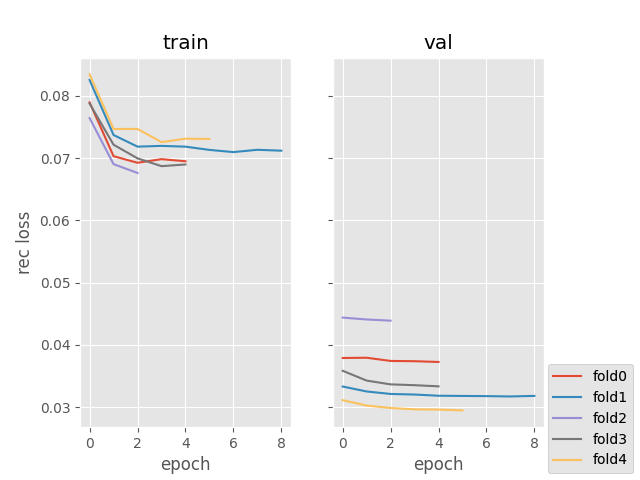 train
val
rec loss
0.08
0.07
0.06
0.05
0.04
0.03
0 2 4 6 8
0 2 4 6 8
epoch
epoch
fold0
fold1
fold2
fold3
fold4